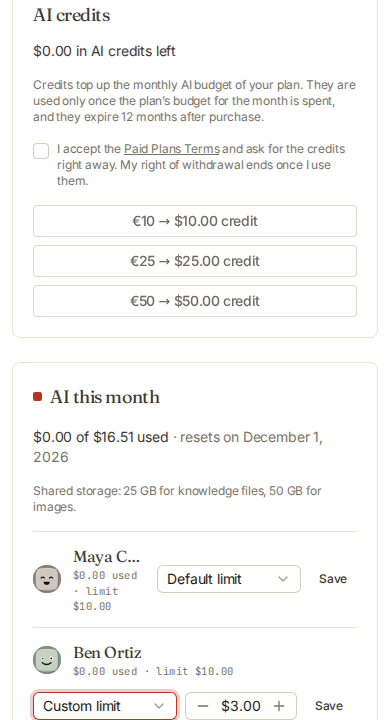 AI credits
$0.00 in AI credits left
Credits top up the monthly AI budget of your plan. They are
used only once the plan's budget for the month is spent,
and they expire 12 months after purchase.
I accept the Paid Plans Terms and ask for the credits
right away. My right of withdrawal ends once I use
them.
€10 → $10.00 credit
€25 → $25.00 credit
€50 → $50.00 credit
AI this month
$0.00 of $16.51 used · resets on December 1,
2026
Shared storage: 25 GB for knowledge files, 50 GB for
images.
Maya C...
$0.00 used
· limit
$10.00
Default limit
Save
Ben Ortiz
$0.00 used · limit $10.00
Custom limit
− $3.00 +
Save